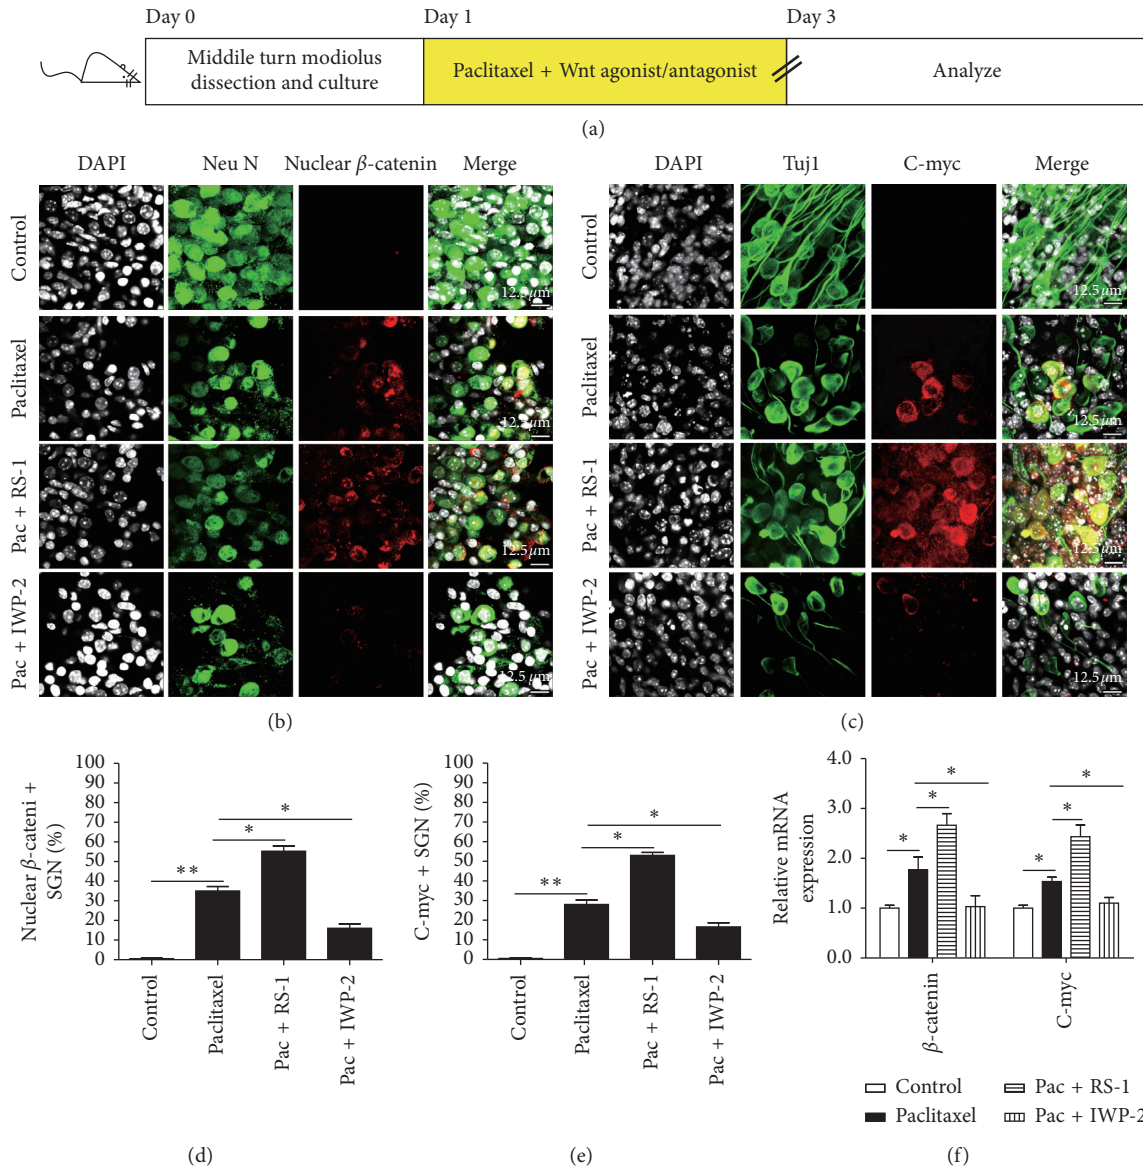 Day 0
Day 1
Day 3
Middile turn modiolus
dissection and culture
Paclitaxel + Wnt agonist/antagonist
Analyze
(a)
DAPI
Neu N
Nuclear β-catenin
Merge
Control
12.5 μm
Paclitaxel
12.5 μm
Pac + RS-1
12.5 μm
Pac + IWP-2
12.5 μm
(b)
DAPI
Tuj1
C-myc
Merge
Control
12.5 μm
Paclitaxel
12.5 μm
Pac + RS-1
12.5 μm
Pac + IWP-2
12.5 μm
(c)
Nuclear β-cateni +
SGN (%)
100
90
80
70
60
50
40
30
20
10
0
**
*
*
Control
Paclitaxel
Pac + RS-1
Pac + IWP-2
(d)
C-myc + SGN (%)
100
90
80
70
60
50
40
30
20
10
0
**
*
*
Control
Paclitaxel
Pac + RS-1
Pac + IWP-2
(e)
Relative mRNA
expression
4.0
3.0
2.0
1.0
0.0
*
*
*
*
*
*
β-catenin
C-myc
Control
Paclitaxel
Pac + RS-1
Pac + IWP-2
(f)